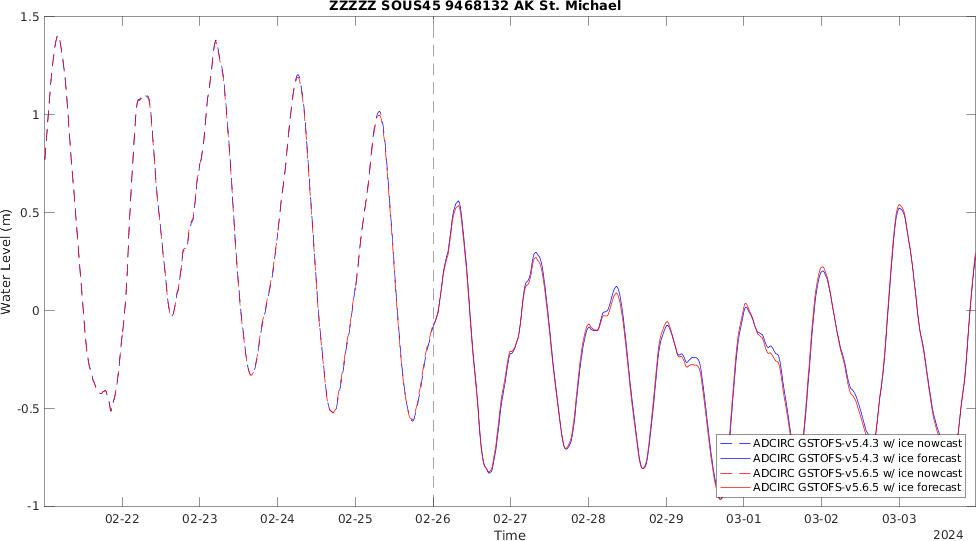 ZZZZZ SOUS45 9468132 AK St. Michael
1.5
1
0.5
0
-0.5
-1
Water Level (m)
ADCIRC GSTOFS-v5.4.3 w/ ice nowcast
ADCIRC GSTOFS-v5.4.3 w/ ice forecast
ADCIRC GSTOFS-v5.6.5 w/ ice nowcast
ADCIRC GSTOFS-v5.6.5 w/ ice forecast
02-22 02-23 02-24 02-25 02-26 02-27 02-28 02-29 03-01 03-02 03-03
Time
2024